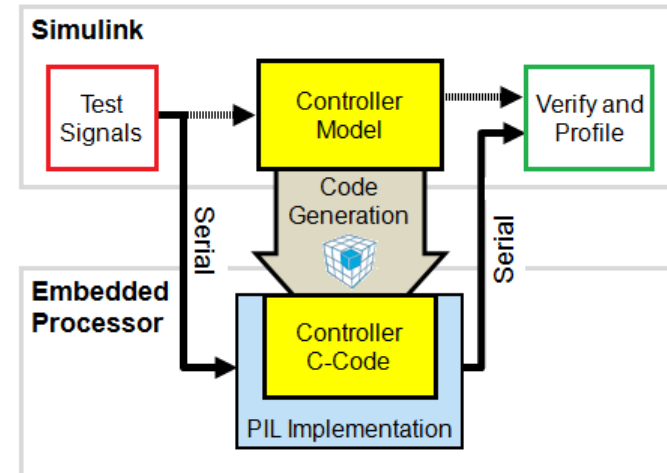 Simulink
Test
Signals
Controller
Model
Verify and
Profile
Code
Generation
Serial
Serial
Embedded
Processor
Controller
C-Code
PIL Implementation